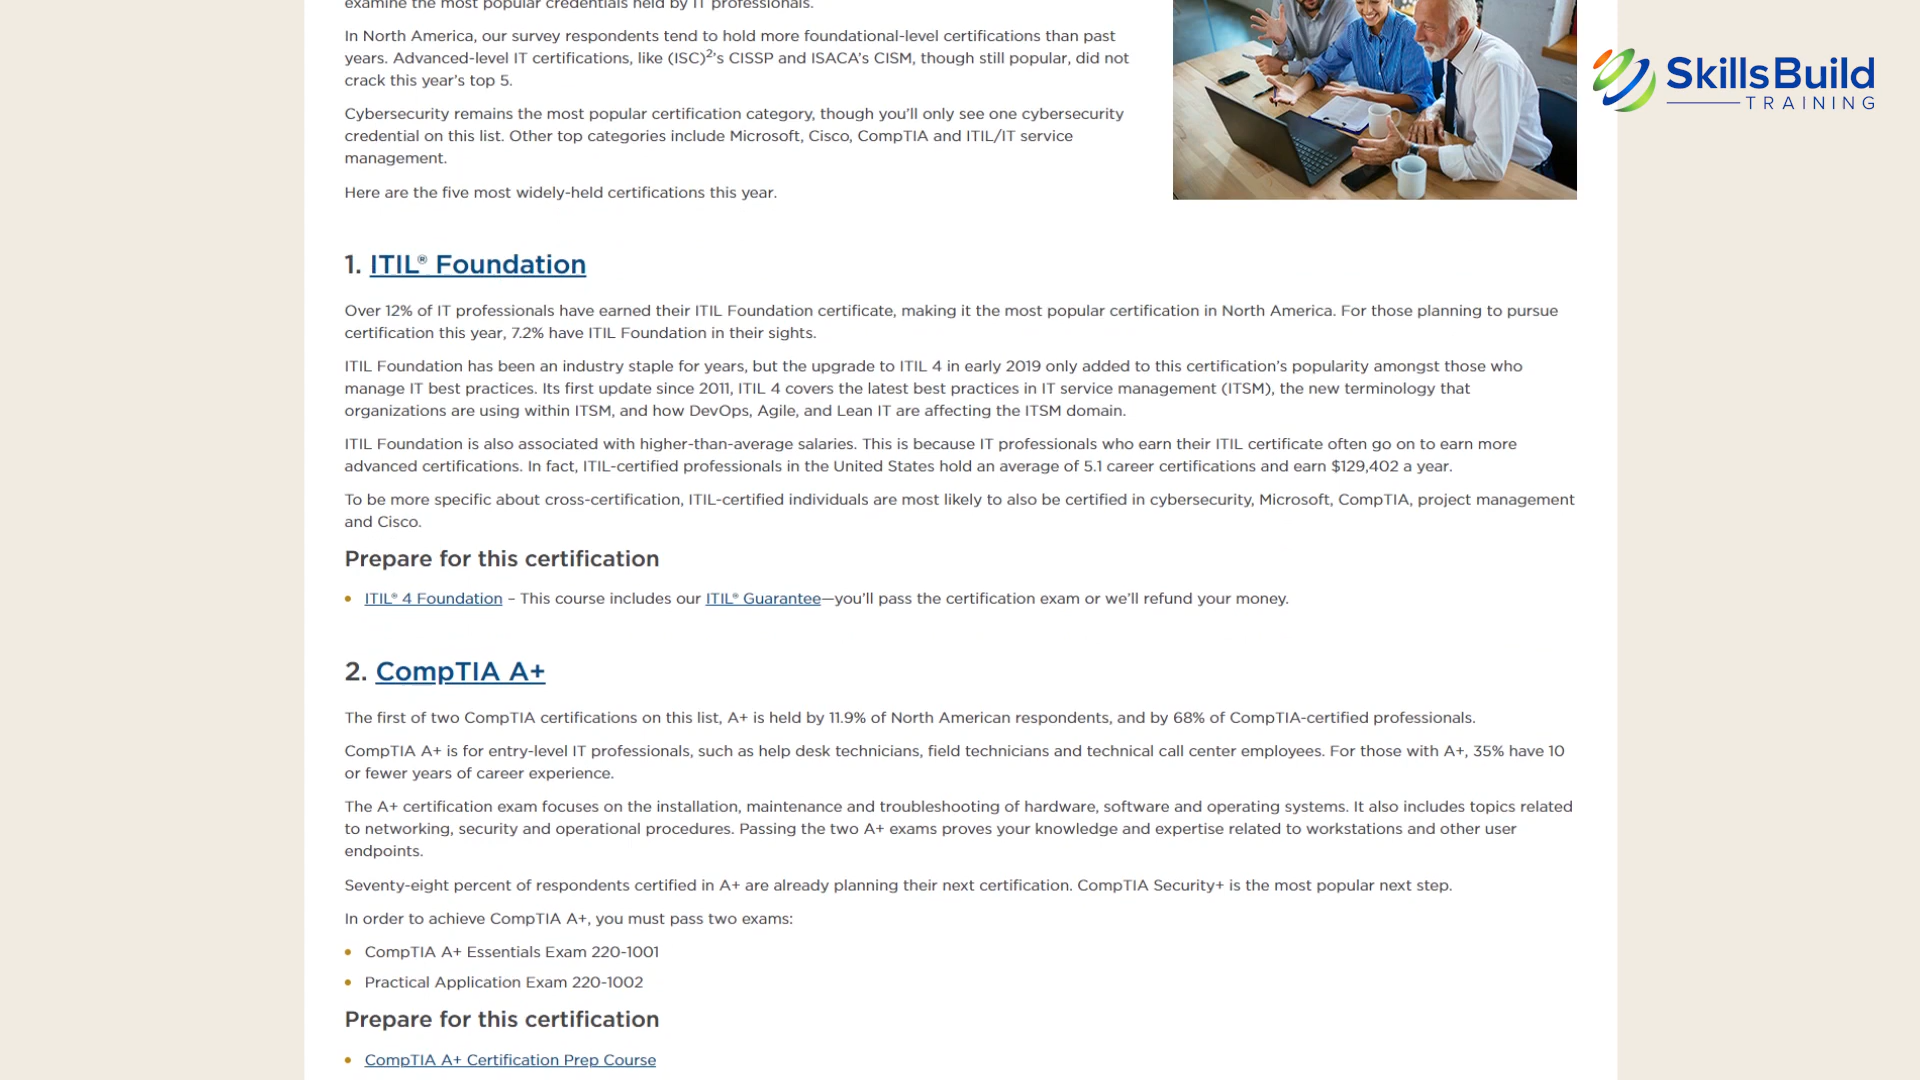 examine the most popular credentials held by IT professionals.
In North America, our survey respondents tend to hold more foundational-level certifications than past
years. Advanced-level IT certifications, like (ISC)²’s CISSP and ISACA’s CISM, though still popular, did not
crack this year’s top 5.
Cybersecurity remains the most popular certification category, though you’ll only see one cybersecurity
credential on this list. Other top categories include Microsoft, Cisco, CompTIA and ITIL/IT service
management.
Here are the five most widely-held certifications this year.
SkillsBuild
TRAINING
1. ITIL® Foundation
Over 12% of IT professionals have earned their ITIL Foundation certificate, making it the most popular certification in North America. For those planning to pursue
certification this year, 7.2% have ITIL Foundation in their sights.
ITIL Foundation has been an industry staple for years, but the upgrade to ITIL 4 in early 2019 only added to this certification’s popularity amongst those who
manage IT best practices. Its first update since 2011, ITIL 4 covers the latest best practices in IT service management (ITSM), the new terminology that
organizations are using within ITSM, and how DevOps, Agile, and Lean IT are affecting the ITSM domain.
ITIL Foundation is also associated with higher-than-average salaries. This is because IT professionals who earn their ITIL certificate often go on to earn more
advanced certifications. In fact, ITIL-certified professionals in the United States hold an average of 5.1 career certifications and earn $129,402 a year.
To be more specific about cross-certification, ITIL-certified individuals are most likely to also be certified in cybersecurity, Microsoft, CompTIA, project management
and Cisco.
Prepare for this certification
• ITIL® 4 Foundation – This course includes our ITIL® Guarantee—you’ll pass the certification exam or we’ll refund your money.
2. CompTIA A+
The first of two CompTIA certifications on this list, A+ is held by 11.9% of North American respondents, and by 68% of CompTIA-certified professionals.
CompTIA A+ is for entry-level IT professionals, such as help desk technicians, field technicians and technical call center employees. For those with A+, 35% have 10
or fewer years of career experience.
The A+ certification exam focuses on the installation, maintenance and troubleshooting of hardware, software and operating systems. It also includes topics related
to networking, security and operational procedures. Passing the two A+ exams proves your knowledge and expertise related to workstations and other user
endpoints.
Seventy-eight percent of respondents certified in A+ are already planning their next certification. CompTIA Security+ is the most popular next step.
In order to achieve CompTIA A+, you must pass two exams:
• CompTIA A+ Essentials Exam 220-1001
• Practical Application Exam 220-1002
Prepare for this certification
• CompTIA A+ Certification Prep Course